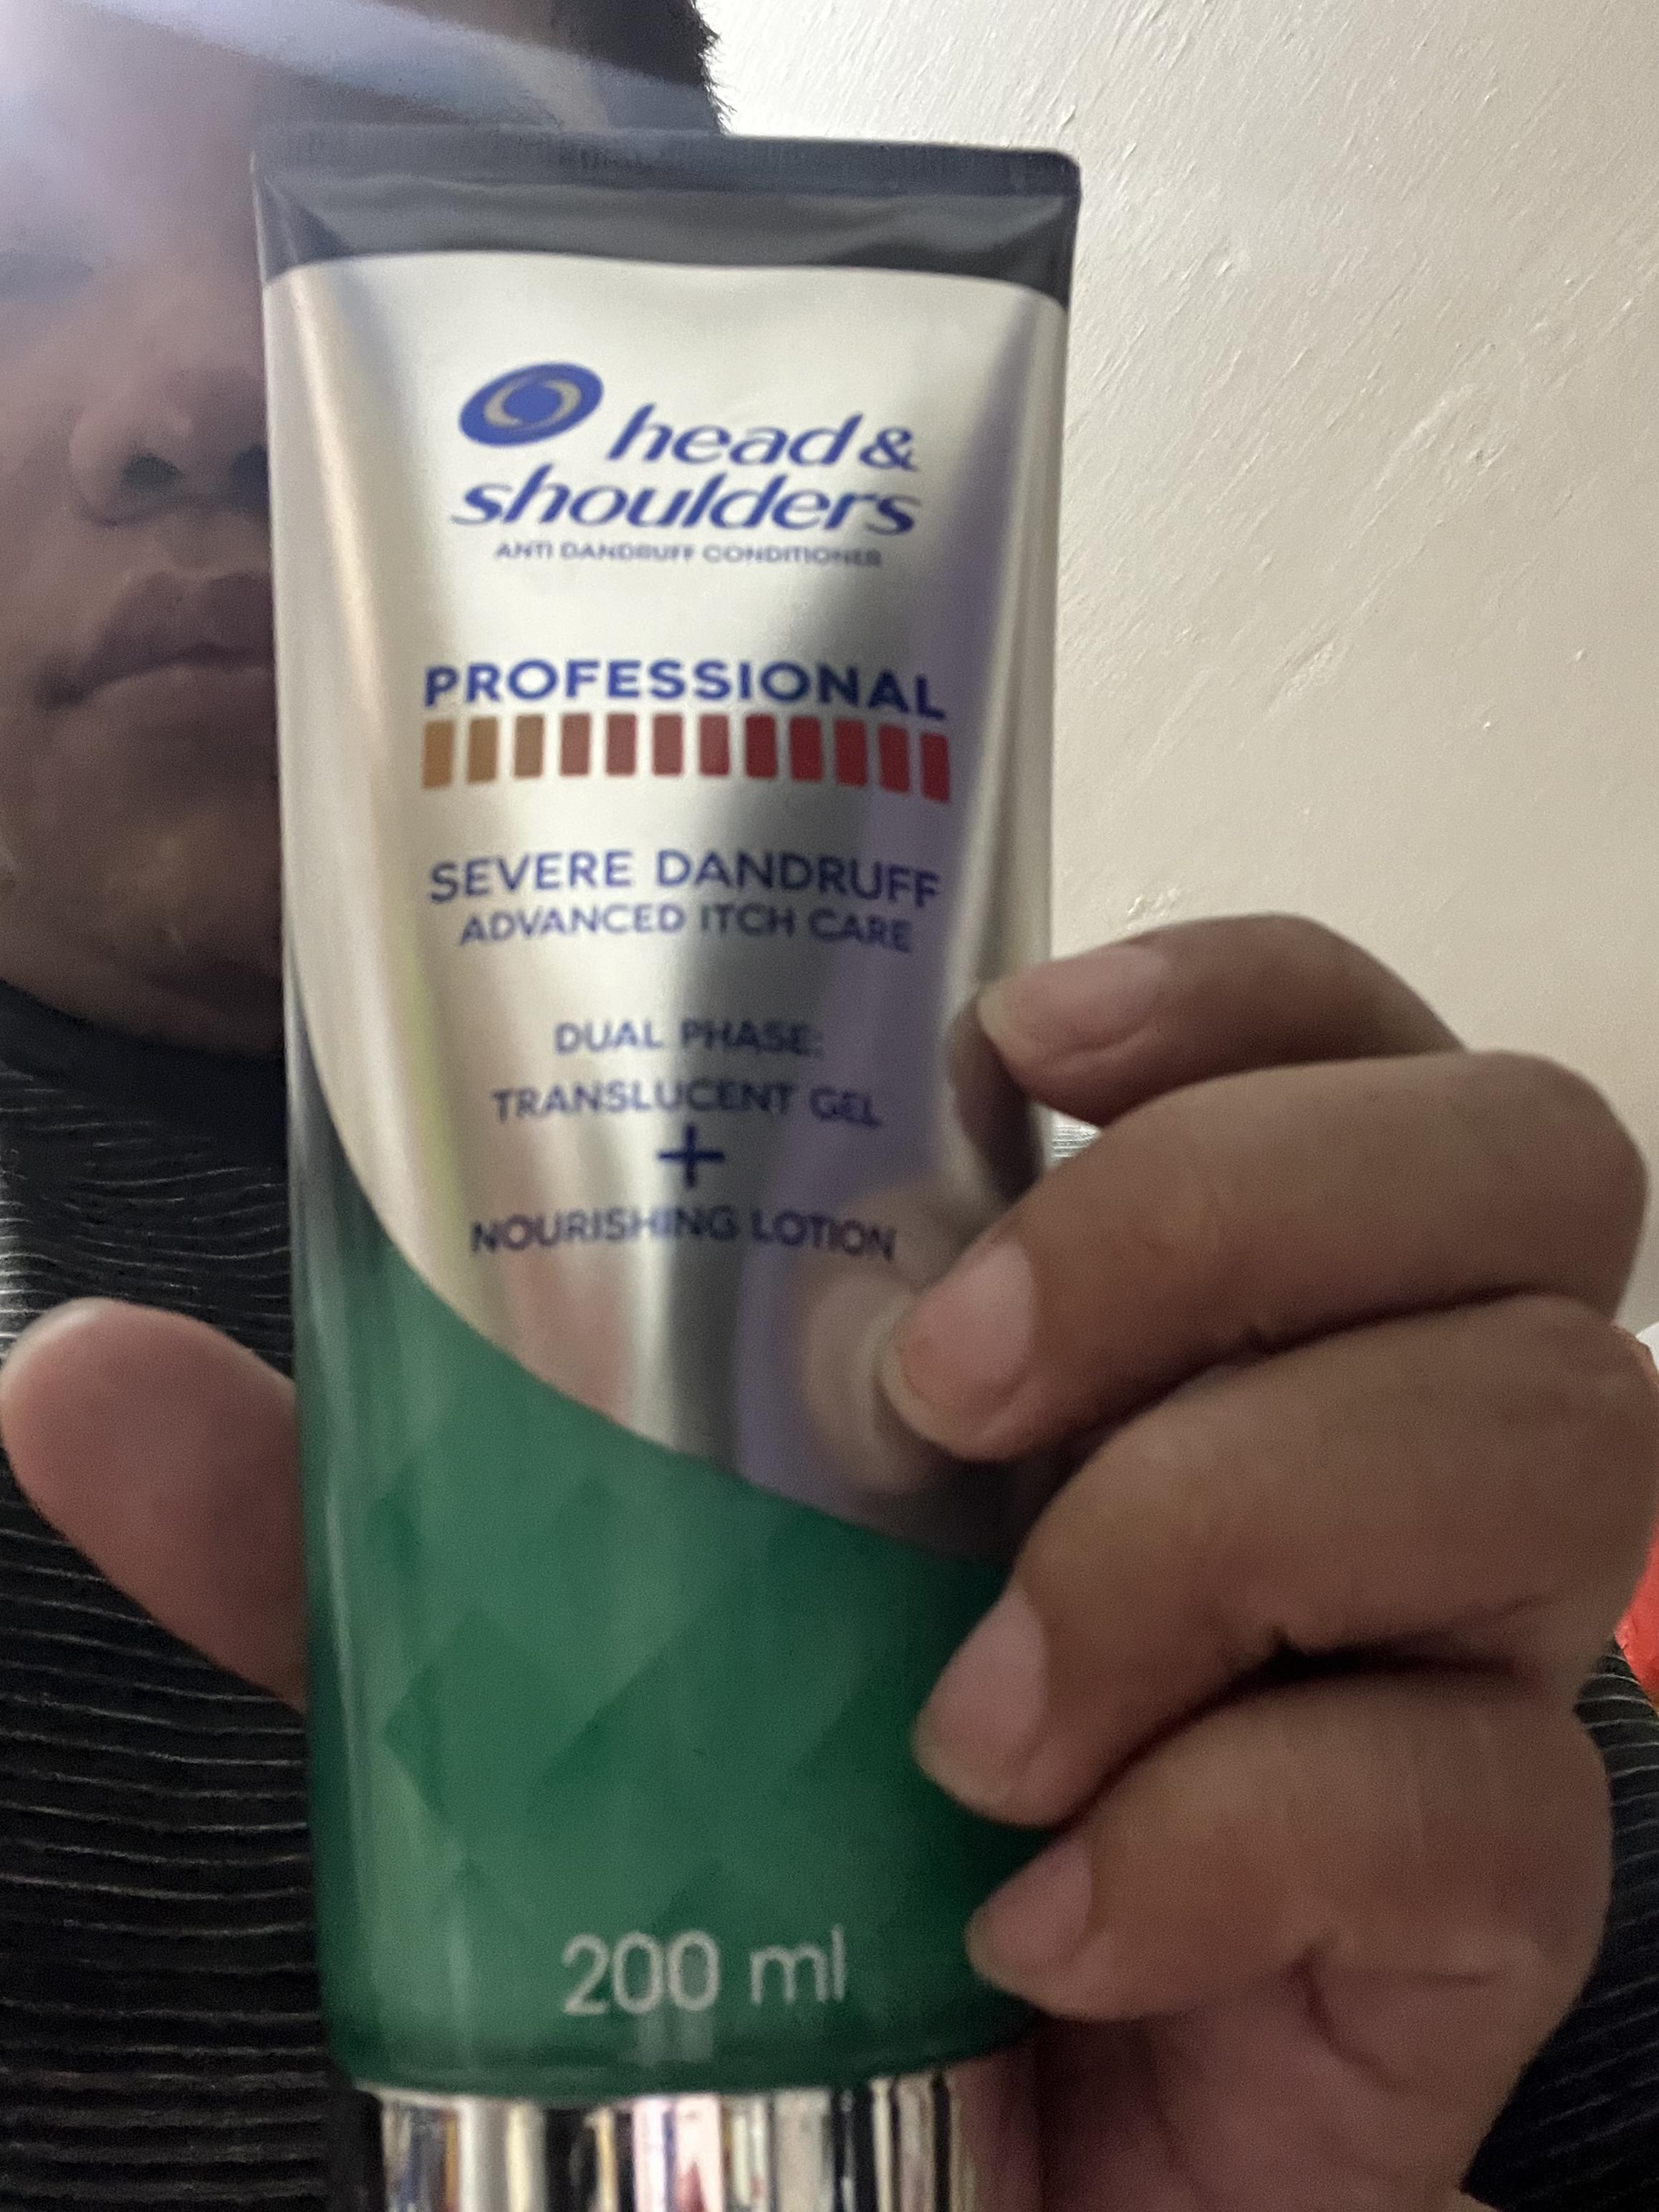 head &
shoulders
ANTI DANDRUFF CONDITIONER
PROFESSIONAL
SEVERE DANDRUFF
ADVANCED ITCH CARE
DUAL PHASE:
TRANSLUCENT GEL
+
NOURISHING LOTION
200 ml